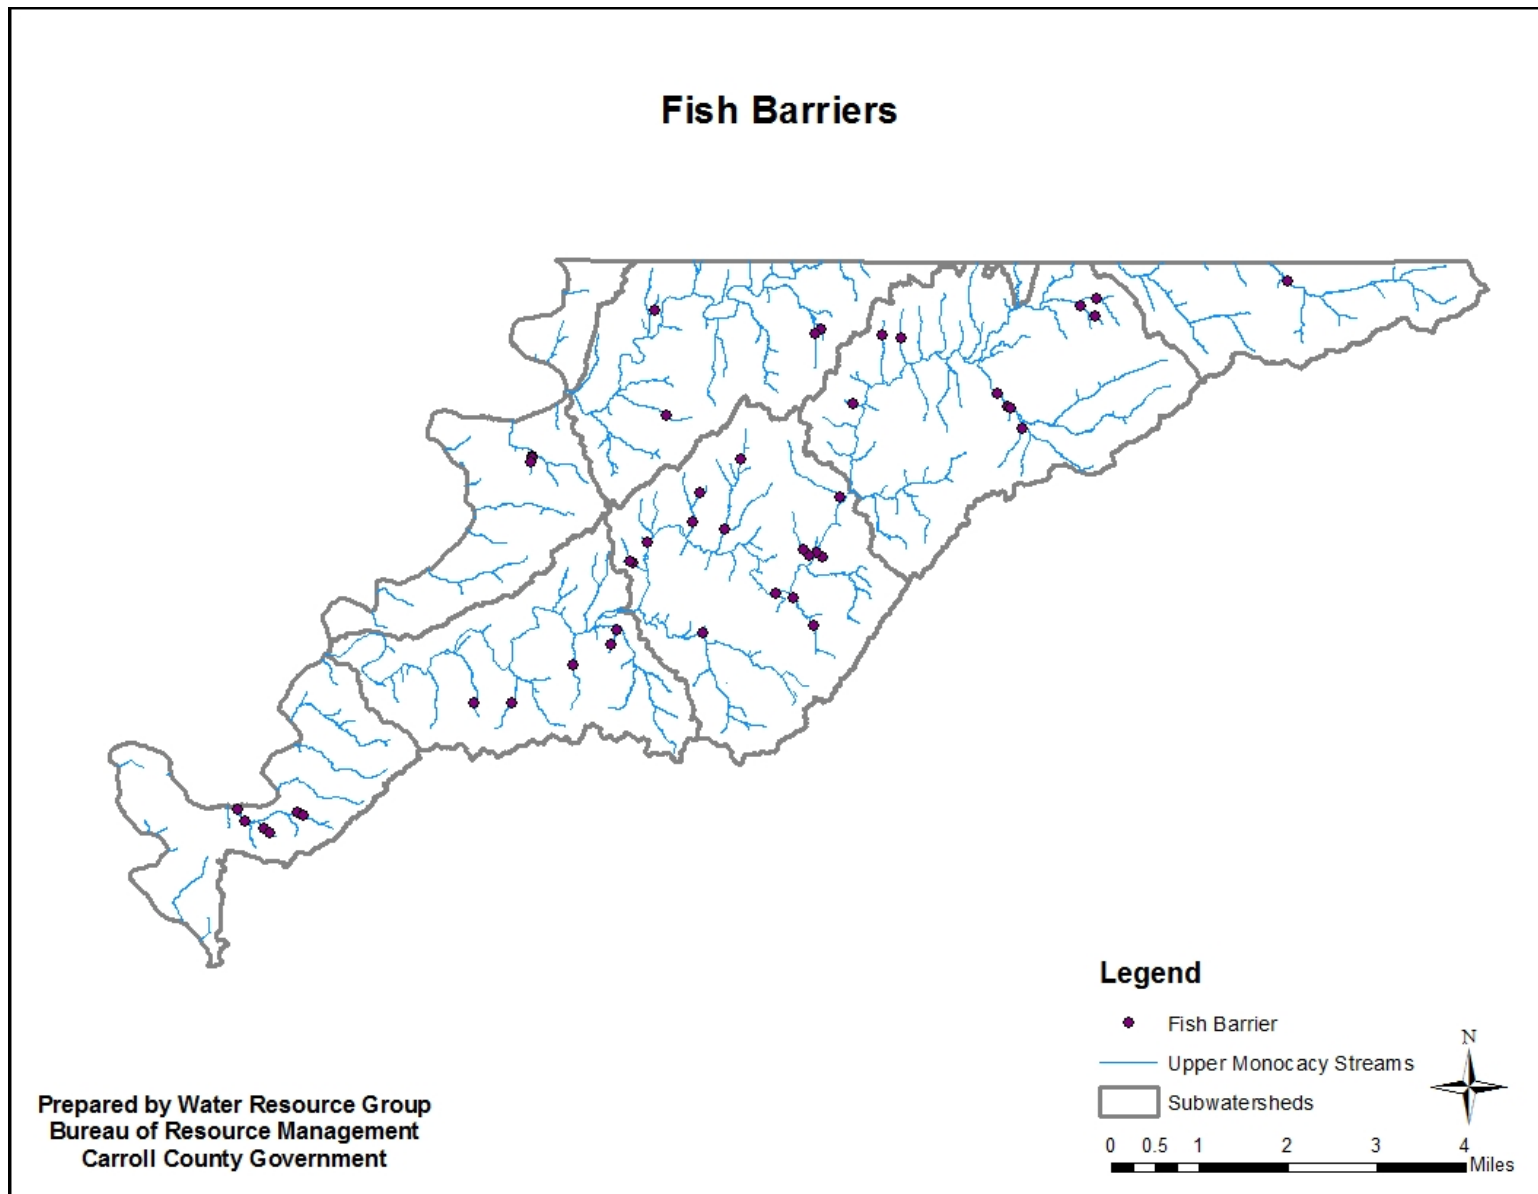 Fish Barriers
Legend
Fish Barrier
Upper Monocacy Streams
Subwatersheds
N
0 0.5 1 2 3 4
Miles
Prepared by Water Resource Group
Bureau of Resource Management
Carroll County Government